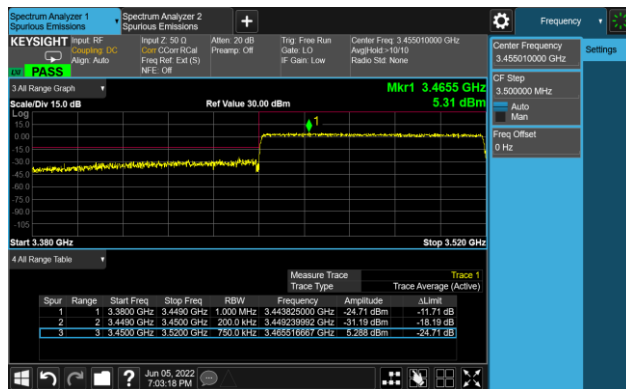 Spectrum Analyzer 1
Spurious Emissions
Spectrum Analyzer 2
Spurious Emissions
Frequency
KEYSIGHT
Input: RF
Coupling: DC
Align: Auto
Input Z: 50 Ω
Corr CCorr RCal
Freq Ref: Ext (S)
NFE: Off
Atten: 20 dB
Preamp: Off
Trig: Free Run
Gate: LO
IF Gain: Low
Center Freq: 3.455010000 GHz
Avg|Hold:>10/10
Radio Std: None
PASS
Center Frequency
3.455010000 GHz
Settings
CF Step
3.500000 MHz
Auto
Man
Freq Offset
0 Hz
3 All Range Graph
Mkr1 3.4655 GHz
Scale/Div 15.0 dB
Ref Value 30.00 dBm
5.31 dBm
Log
15.0
0.00
-15.0
-30.0
-45.0
-60.0
-75.0
-90.0
-105
1
Start 3.380 GHz
Stop 3.520 GHz
4 All Range Table
Measure Trace Trace 1
Trace Type Trace Average (Active)
Spur Range Start Freq Stop Freq RBW Frequency Amplitude ΔLimit
1 1 3.3800 GHz 3.4490 GHz 1.000 MHz 3.443825000 GHz -24.71 dBm -11.71 dB
2 2 3.4490 GHz 3.4500 GHz 200.0 kHz 3.449239992 GHz -31.19 dBm -18.19 dB
3 3 3.4500 GHz 3.5200 GHz 750.0 kHz 3.465516667 GHz 5.288 dBm -24.71 dB
Jun 05, 2022
7:03:18 PM